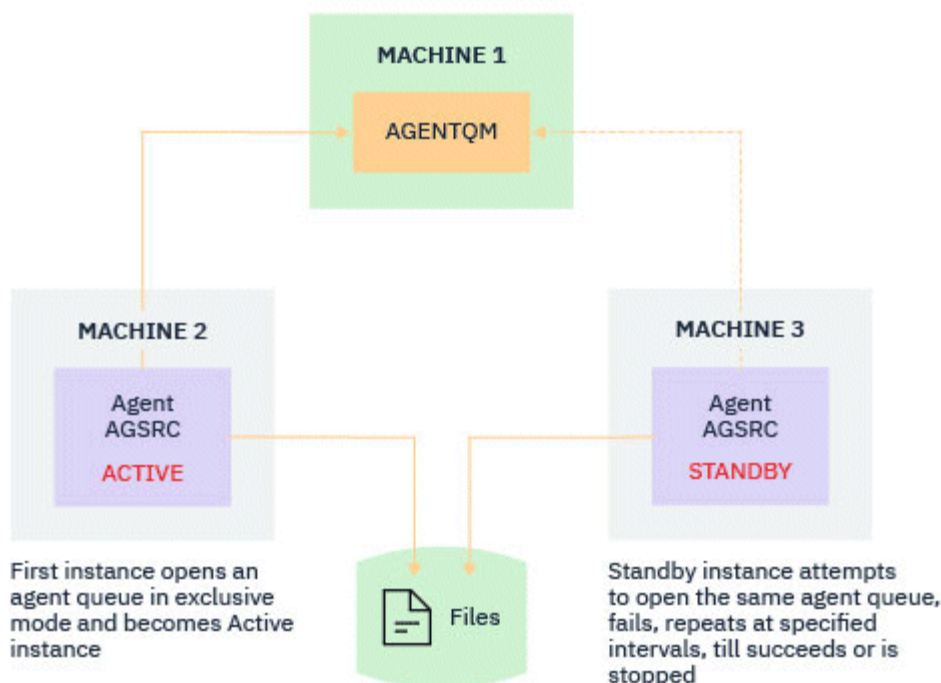 MACHINE 1
AGENTQM
MACHINE 2
Agent
AGSRC
ACTIVE
First instance opens an
agent queue in exclusive
mode and becomes Active
instance
Files
MACHINE 3
Agent
AGSRC
STANDBY
Standby instance attempts
to open the same agent queue,
fails, repeats at specified
intervals, till succeeds or is
stopped